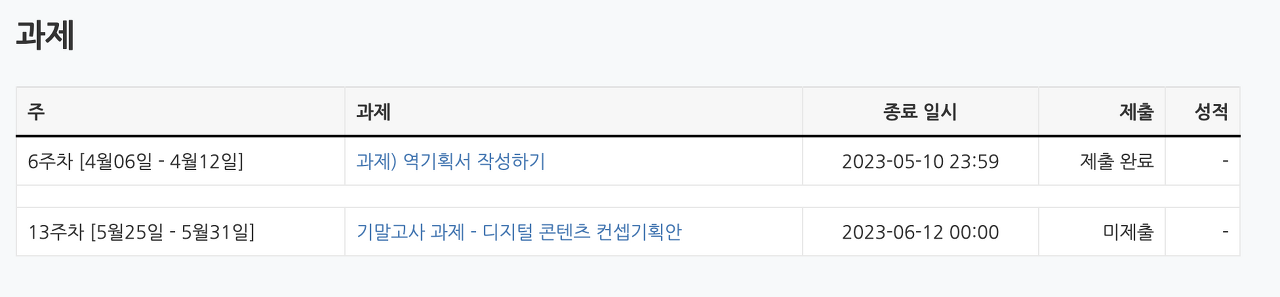 과제
주 과제 종료 일시 제출 성적
6주차 [4월06일 - 4월12일] 과제) 역기획서 작성하기 2023-05-10 23:59 제출 완료 -
13주차 [5월25일 - 5월31일] 기말고사 과제 - 디지털 콘텐츠 컨셉기획안 2023-06-12 00:00 미제출 -